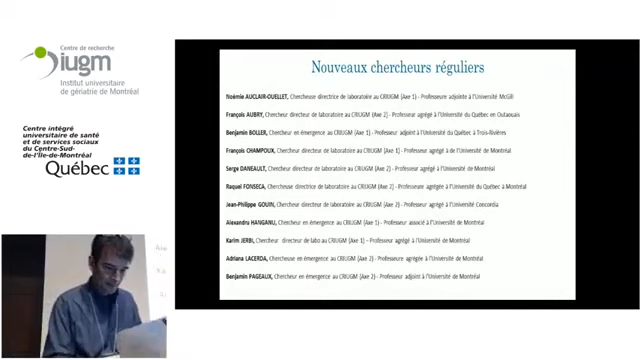 Centre de recherche
iugm
Institut universitaire
de gériatrie de Montréal
Centre intégré
universitaire de santé
et de services sociaux
du Centre-Sud-
de-l'Île-de-Montréal
Québec
Nouveaux chercheurs réguliers
Noémie AUCLAIR-OUELLET, Chercheuse directrice de laboratoire au CRIUGM (Axe 1) - Professeure adjointe à l'Université McGill
François AUBRY, Chercheur directeur de laboratoire au CRIUGM (Axe 2) - Professeur agrégé à l'Université du Québec en Outaouais
Benjamin BOLLER, Chercheur en émergence au CRIUGM (Axe 1) - Professeur adjoint à l'Université du Québec à Trois-Rivières
François CHAMPOUX, Chercheur directeur de laboratoire au CRIUGM (Axe 1) - Professeur agrégé à de l'Université de Montréal
Serge DANEAULT, Chercheur directeur de laboratoire au CRIUGM (Axe 2) - Professeur agrégé à l'Université de Montréal
Raquel FONSECA, Chercheuse directrice de laboratoire au CRIUGM (Axe 2) - Professeure agrégée à l'Université du Québec à Montréal
Jean-Philippe GOUIN, Chercheur directeur de laboratoire au CRIUGM (Axe 2) - Professeur agrégé à l'Université Concordia
Alexandru HANGANU, Chercheur en émergence au CRIUGM (Axe 1) - Professeur associé à l'Université de Montréal
Karim JERBI, Chercheur directeur de labo au CRIUGM (Axe 1) - Professeur agrégé à l'Université de Montréal
Adriana LACERDA, Chercheuse en émergence au CRIUGM (Axe 2) - Professeure agrégée à l'Université de Montréal
Benjamin PAGEAUX, Chercheur en émergence au CRIUGM (Axe 2) - Professeur adjoint à l'Université de Montréal